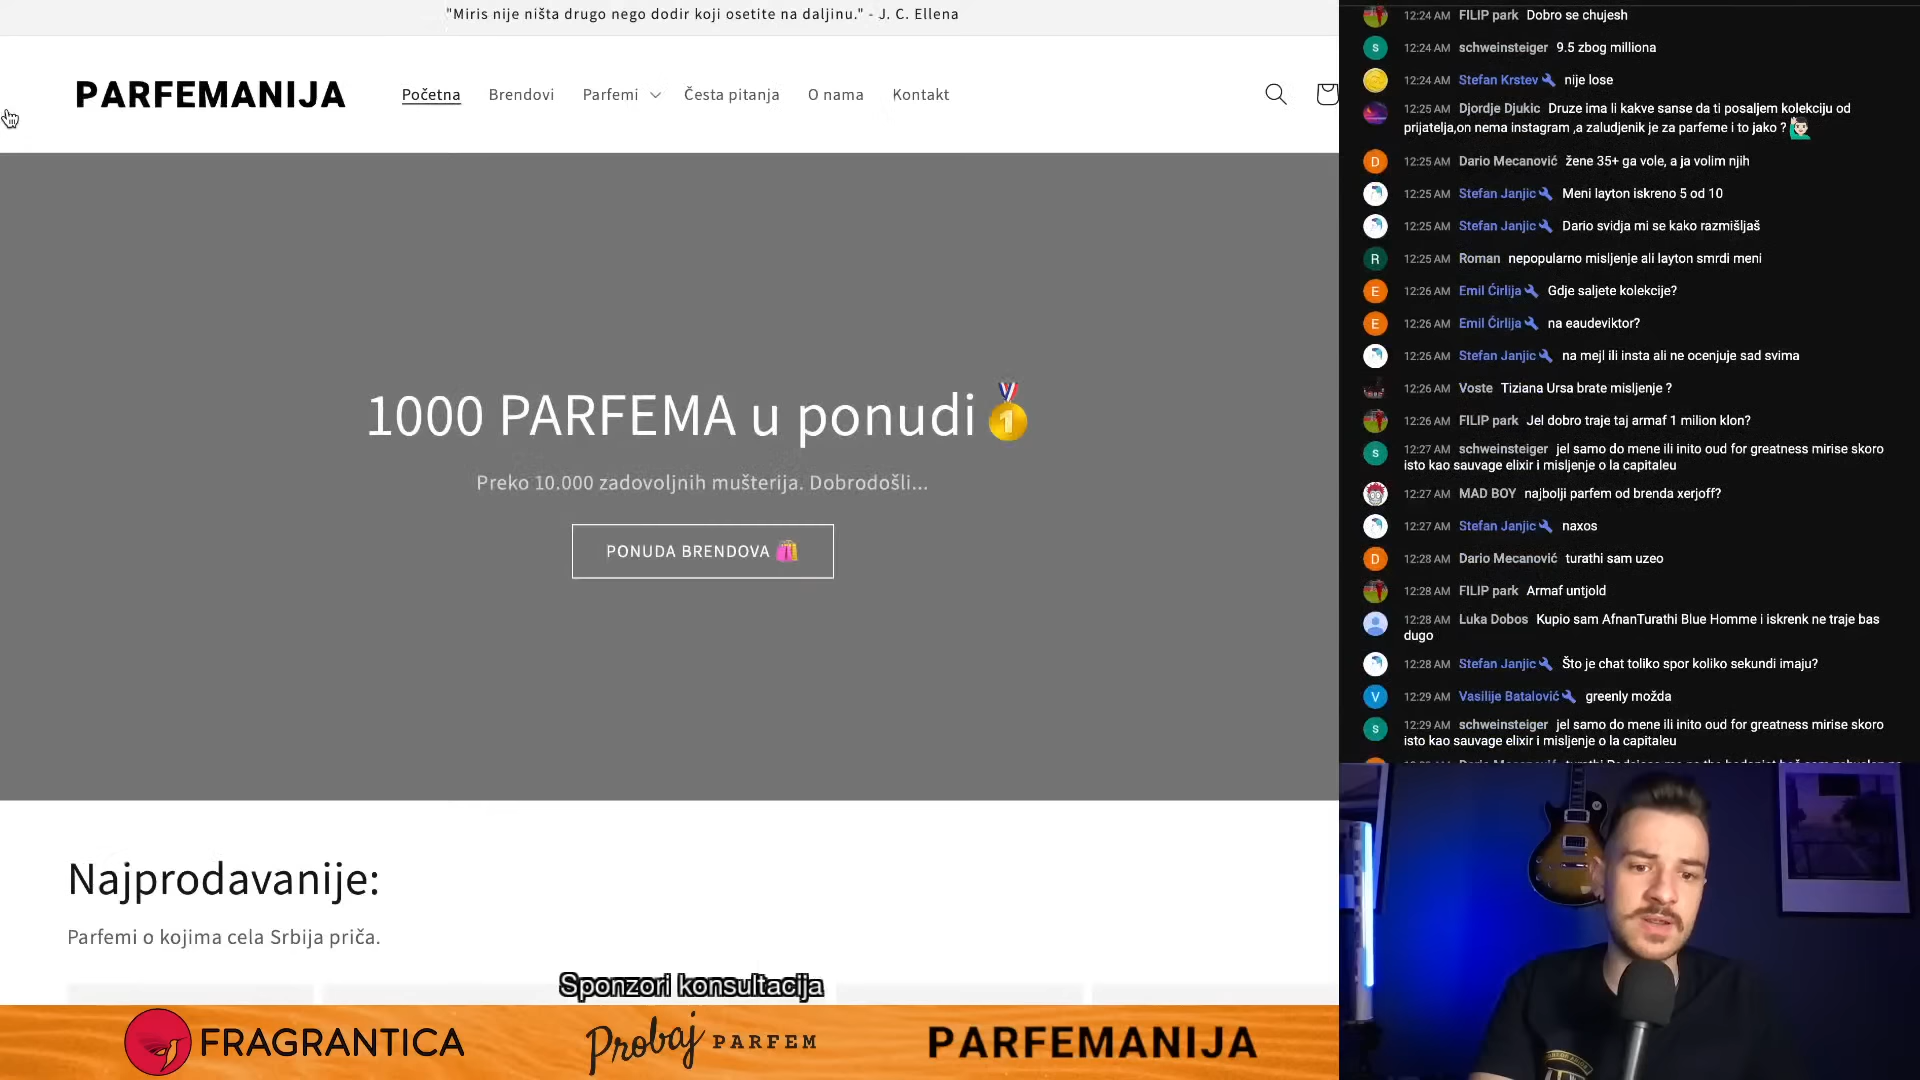 "Miris nije ništa drugo nego dodir koji osetite na daljinu." - J. C. Ellena
PARFEMANIJA
Početna
Brendovi
Parfemi
Česta pitanja
O nama
Kontakt
1000 PARFEMA u ponudi🥇
Preko 10.000 zadovoljnih mušterija. Dobrodošli...
PONUDA BRENDOVA 🛍️
Najprodavanije:
Parfemi o kojima cela Srbija priča.
Sponzori konsultacija
FRAGRANTICA
Probaj PARFEM
PARFEMANIJA
12:24 AM FILIP park Dobro se chujesh
S 12:24 AM schweinsteiger 9.5 zbog milliona
12:24 AM Stefan Krstev nije lose
12:25 AM Djordje Djukic Druze ima li kakve sanse da ti posaljem kolekciju od
prijatelja,on nema instagram ,a zaludjenik je za parfeme i to jako ?
D 12:25 AM Dario Mecanović žene 35+ ga vole, a ja volim njih
12:25 AM Stefan Janjic Meni layton iskreno 5 od 10
12:25 AM Stefan Janjic Dario svidja mi se kako razmišljaš
R 12:25 AM Roman nepopularno misljenje ali layton smrdi meni
E 12:26 AM Emil Ćirlija Gdje saljete kolekcije?
E 12:26 AM Emil Ćirlija na eaudeviktor?
12:26 AM Stefan Janjic na mejl ili insta ali ne ocenjuje sad svima
12:26 AM Voste Tiziana Ursa brate misljenje ?
12:26 AM FILIP park Jel dobro traje taj armaf 1 milion klon?
S 12:27 AM schweinsteiger jel samo do mene ili inito oud for greatness mirise skoro
isto kao sauvage elixir i misljenje o la capitaleu
12:27 AM MAD BOY najbolji parfem od brenda xerjoff?
12:27 AM Stefan Janjic naxos
D 12:28 AM Dario Mecanović turathi sam uzeo
12:28 AM FILIP park Armaf untjold
12:28 AM Luka Dobos Kupio sam AfnanTurathi Blue Homme i iskrenk ne traje bas
dugo
12:28 AM Stefan Janjic Što je chat toliko spor koliko sekundi imaju?
V 12:29 AM Vasilije Batalović greenly možda
S 12:29 AM schweinsteiger jel samo do mene ili inito oud for greatness mirise skoro
isto kao sauvage elixir i misljenje o la capitaleu